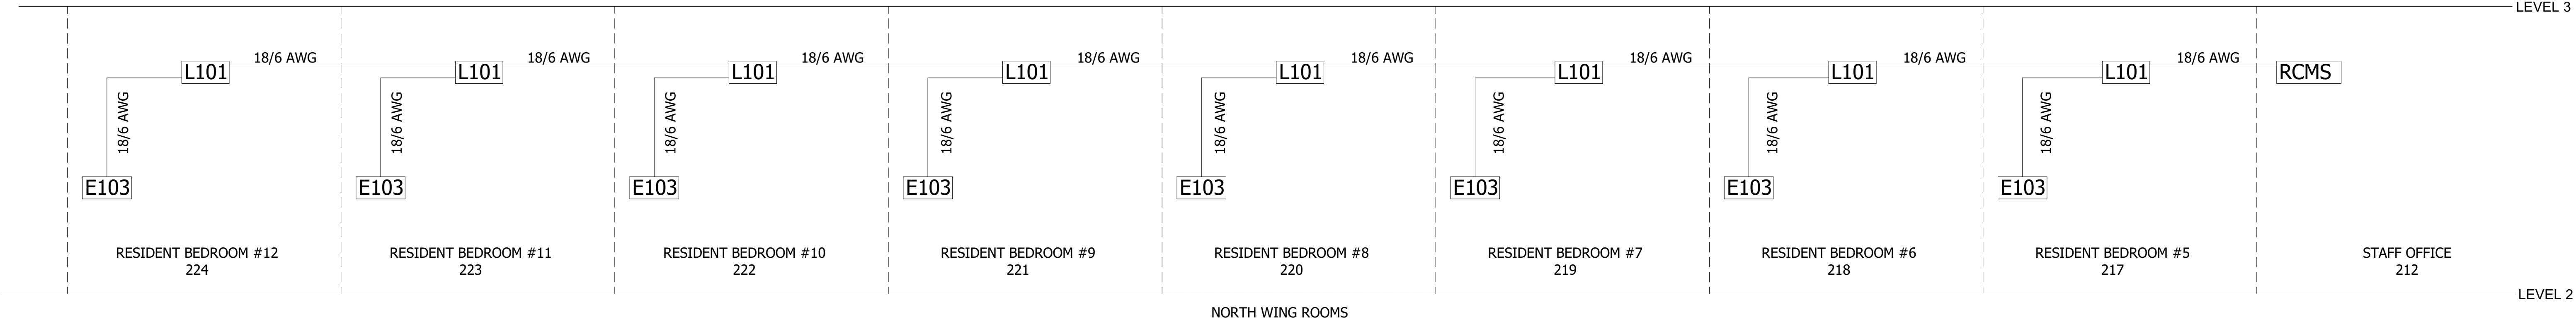 LEVEL 3
18/6 AWG 18/6 AWG 18/6 AWG 18/6 AWG 18/6 AWG 18/6 AWG 18/6 AWG 18/6 AWG
L101 L101 L101 L101 L101 L101 L101 L101 RCMS
18/6 AWG 18/6 AWG 18/6 AWG 18/6 AWG 18/6 AWG 18/6 AWG 18/6 AWG 18/6 AWG
E103 E103 E103 E103 E103 E103 E103 E103
RESIDENT BEDROOM #12 RESIDENT BEDROOM #11 RESIDENT BEDROOM #10 RESIDENT BEDROOM #9 RESIDENT BEDROOM #8 RESIDENT BEDROOM #7 RESIDENT BEDROOM #6 RESIDENT BEDROOM #5 STAFF OFFICE
224 223 222 221 220 219 218 217 212
LEVEL 2
NORTH WING ROOMS